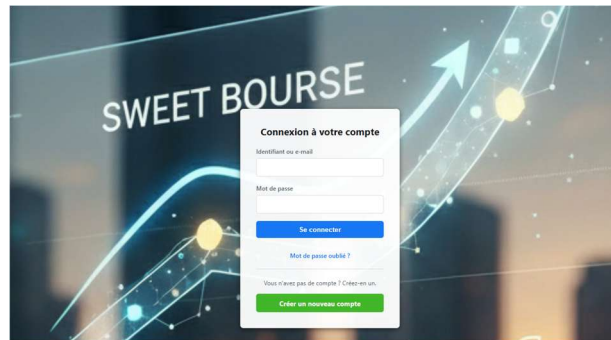 SWEET BOURSE
Connexion à votre compte
Identifiant ou e-mail
Mot de passe
Se connecter
Mot de passe oublié ?
Vous n'avez pas de compte ? Créez-en un.
Créer un nouveau compte